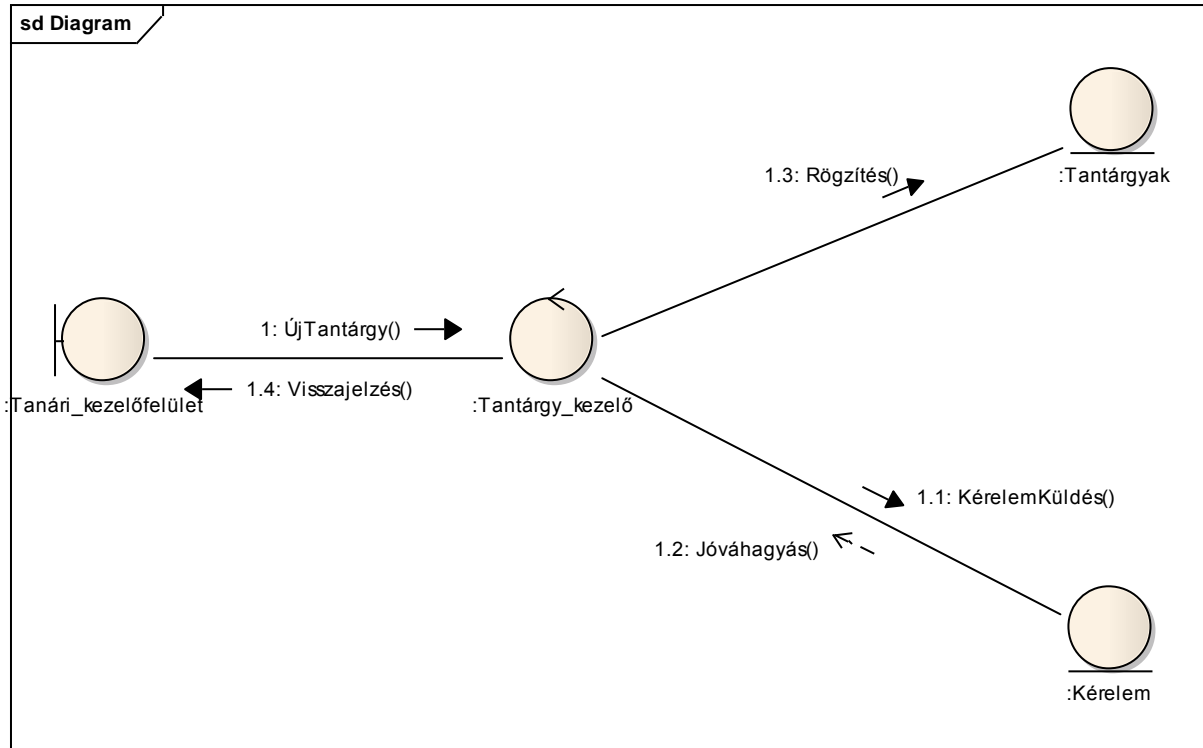 sd Diagram
1.3: Rögzítés()
:Tantárgyak
1: ÚjTantárgy()
1.4: Visszajelzés()
:Tanári_kezelőfelület
:Tantárgy_kezelő
1.1: KérelemKüldés()
1.2: Jóváhagyás()
:Kérelem